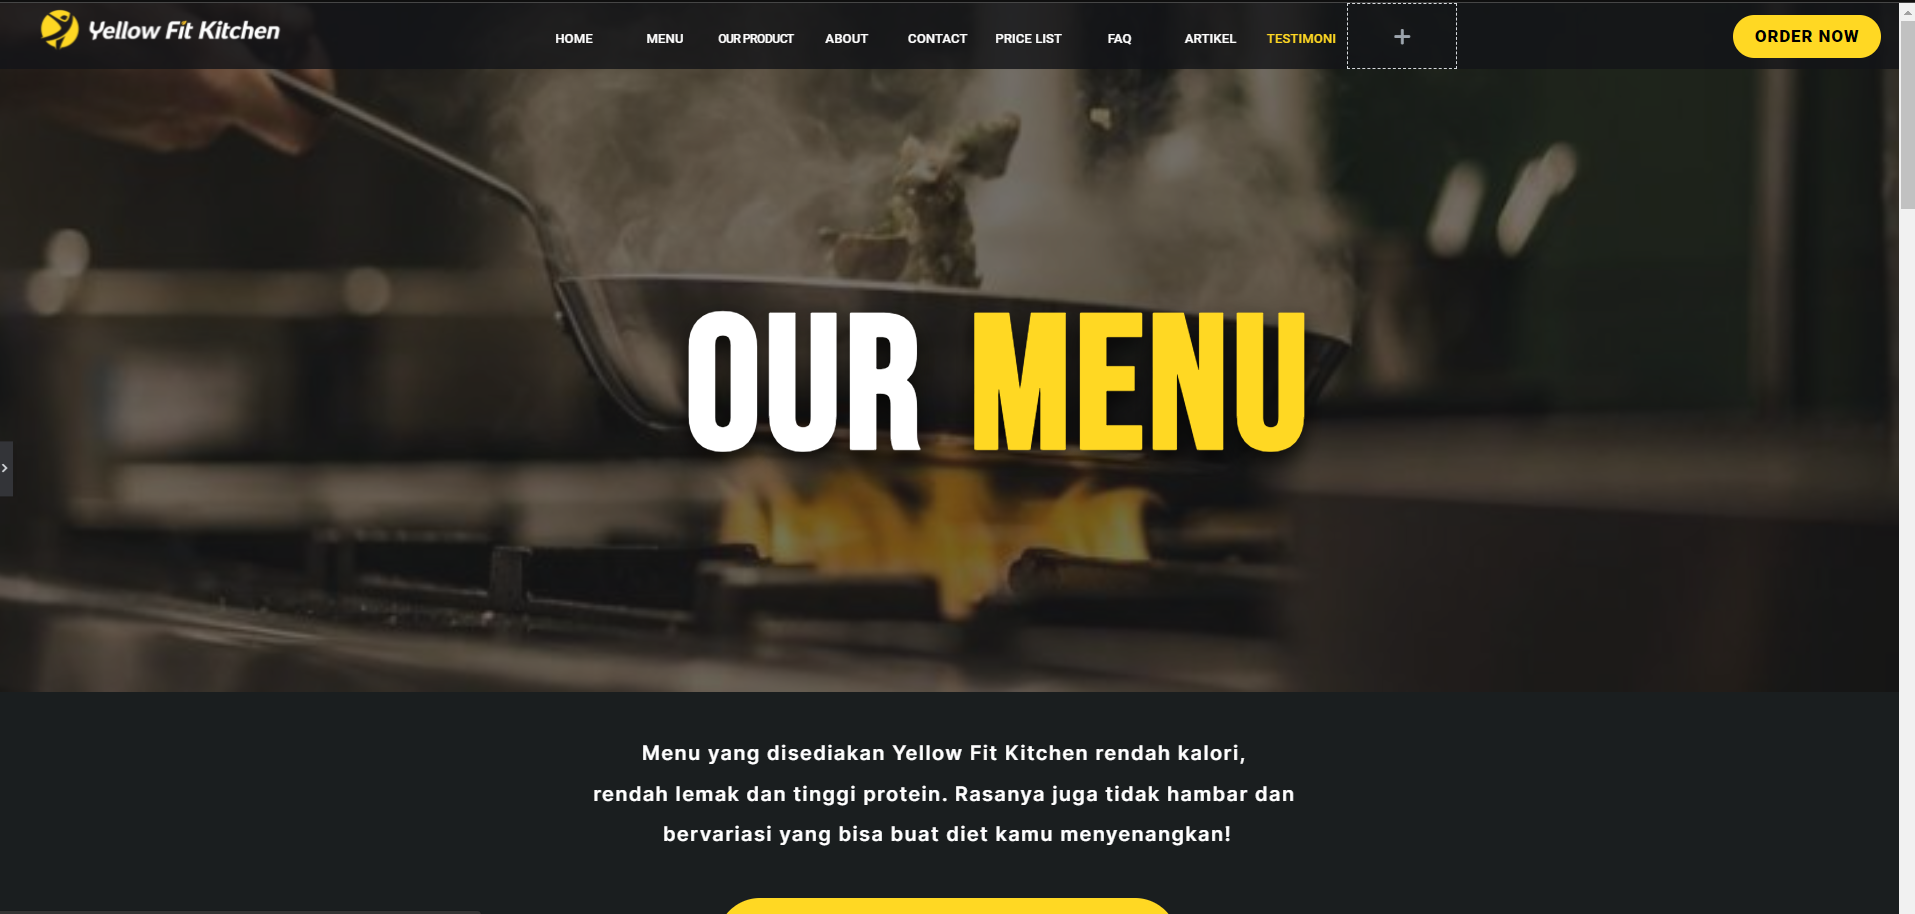 Yellow Fit Kitchen
HOME MENU OUR PRODUCT ABOUT CONTACT PRICE LIST FAQ ARTIKEL TESTIMONI +
ORDER NOW
OUR MENU
Menu yang disediakan Yellow Fit Kitchen rendah kalori,
rendah lemak dan tinggi protein. Rasanya juga tidak hambar dan
bervariasi yang bisa buat diet kamu menyenangkan!